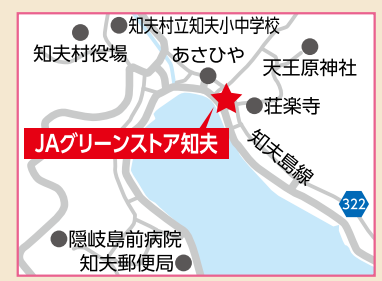 知夫村立知夫小中学校
知夫村役場
あさひや
天王原神社
荘楽寺
JAグリーンストア知夫
知夫島線
322
隠岐島前病院
知夫郵便局